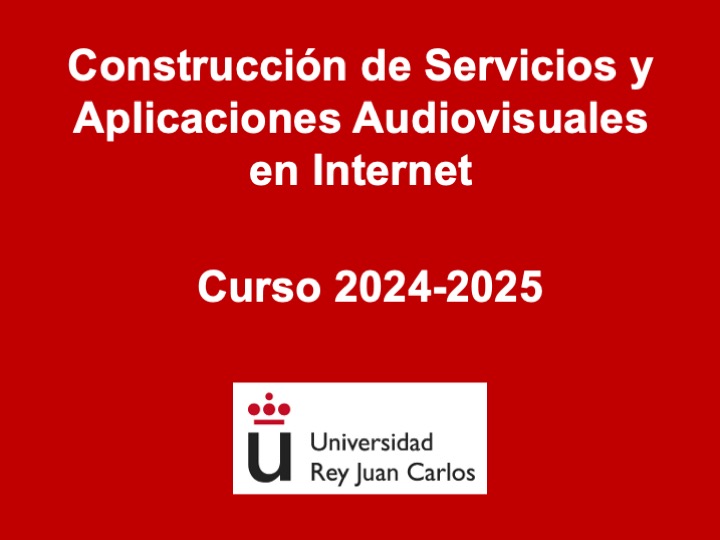 Construcción de Servicios y
Aplicaciones Audiovisuales
en Internet
Curso 2024-2025
u
Universidad
Rey Juan Carlos